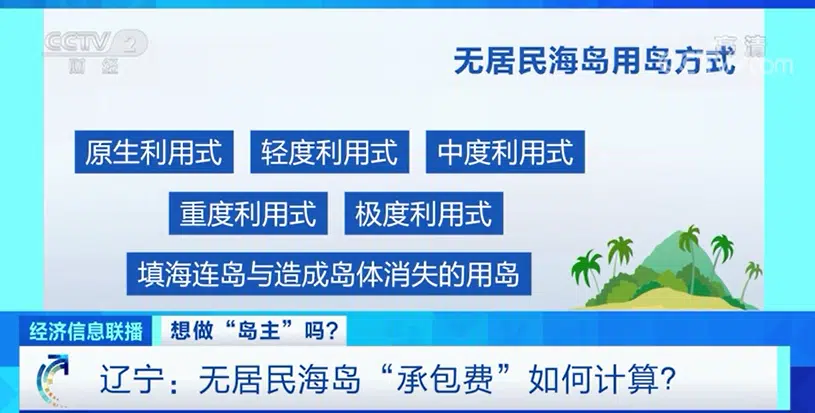 CCTV 2
财经
高清
无居民海岛用岛方式
原生利用式 轻度利用式 中度利用式
重度利用式 极度利用式
填海连岛与造成岛体消失的用岛
经济信息联播 想做“岛主”吗?
辽宁:无居民海岛“承包费”如何计算?